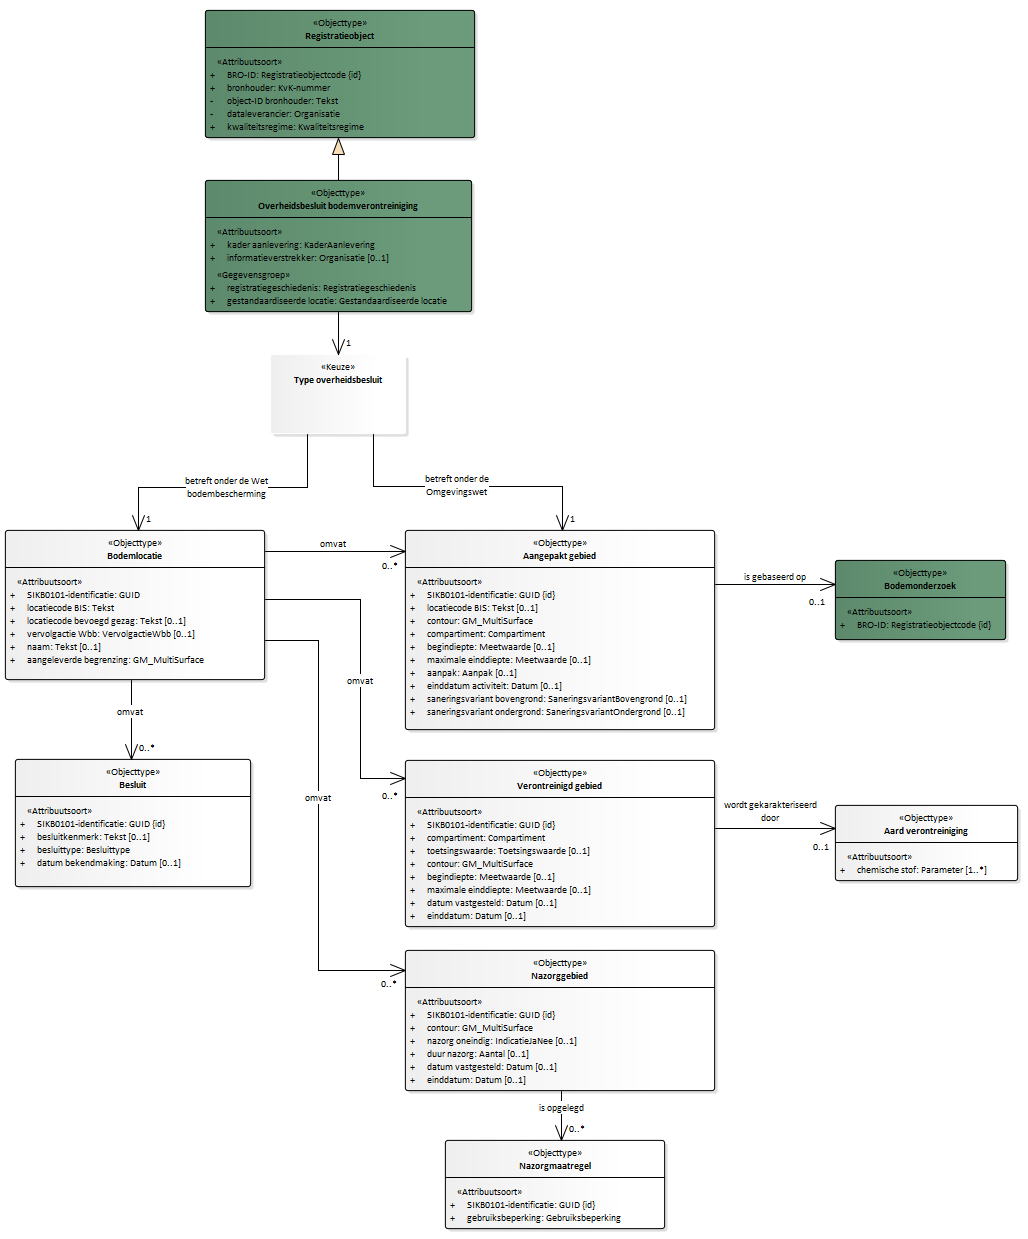 «Objecttype»
Registratieobject
«Attribuutsoort»
+ BRO-ID: Registratieobjectcode {id}
+ bronhouder: KvK-nummer
- object-ID bronhouder: Tekst
- dataleverancier: Organisatie
+ kwaliteitsregime: Kwaliteitsregime
«Objecttype»
Overheidsbesluit bodemverontreiniging
«Attribuutsoort»
+ kader aanlevering: KaderAanlevering
+ informatieverstrekker: Organisatie [0..1]
«Gegevensgroep»
+ registratiegeschiedenis: Registratiegeschiedenis
+ gestandaardiseerde locatie: Gestandaardiseerde locatie
1
«Keuze»
Type overheidsbesluit
betreft onder de Wet
bodembescherming
betreft onder de
Omgevingswet
1
1
«Objecttype»
Bodemlocatie
«Attribuutsoort»
+ SIKB0101-identificatie: GUID
+ locatiecode BIS: Tekst
+ locatiecode bevoegd gezag: Tekst [0..1]
+ vervolgactie Wbb: VervolgactieWbb [0..1]
+ naam: Tekst [0..1]
+ aangeleverde begrenzing: GM_MultiSurface
omvat
0..*
«Objecttype»
Aangepakt gebied
«Attribuutsoort»
+ SIKB0101-identificatie: GUID {id}
+ locatiecode BIS: Tekst [0..1]
+ contour: GM_MultiSurface
+ compartiment: Compartiment
+ begindiepte: Meetwaarde [0..1]
+ maximale einddiepte: Meetwaarde [0..1]
+ aanpak: Aanpak [0..1]
+ einddatum activiteit: Datum [0..1]
+ saneringsvariant bovengrond: SaneringsvariantBovengrond [0..1]
+ saneringsvariant ondergrond: SaneringsvariantOndergrond [0..1]
is gebaseerd op
0..1
«Objecttype»
Bodemonderzoek
«Attribuutsoort»
+ BRO-ID: Registratieobjectcode {id}
omvat
0..*
omvat
0..*
omvat
0..*
«Objecttype»
Besluit
«Attribuutsoort»
+ SIKB0101-identificatie: GUID {id}
+ besluitkenmerk: Tekst [0..1]
+ besluittype: Besluittype
+ datum bekendmaking: Datum [0..1]
«Objecttype»
Verontreinigd gebied
«Attribuutsoort»
+ SIKB0101-identificatie: GUID {id}
+ compartiment: Compartiment
+ toetsingswaarde: Toetsingswaarde [0..1]
+ contour: GM_MultiSurface
+ begindiepte: Meetwaarde [0..1]
+ maximale einddiepte: Meetwaarde [0..1]
+ datum vastgesteld: Datum [0..1]
+ einddatum: Datum [0..1]
wordt gekarakteriseerd
door
0..1
«Objecttype»
Aard verontreiniging
«Attribuutsoort»
+ chemische stof: Parameter [1..*]
«Objecttype»
Nazorggebied
«Attribuutsoort»
+ SIKB0101-identificatie: GUID {id}
+ contour: GM_MultiSurface
+ nazorg oneindig: IndicatieJaNee [0..1]
+ duur nazorg: Aantal [0..1]
+ datum vastgesteld: Datum [0..1]
+ einddatum: Datum [0..1]
is opgelegd
0..*
«Objecttype»
Nazorgmaatregel
«Attribuutsoort»
+ SIKB0101-identificatie: GUID {id}
+ gebruiksbeperking: Gebruiksbeperking